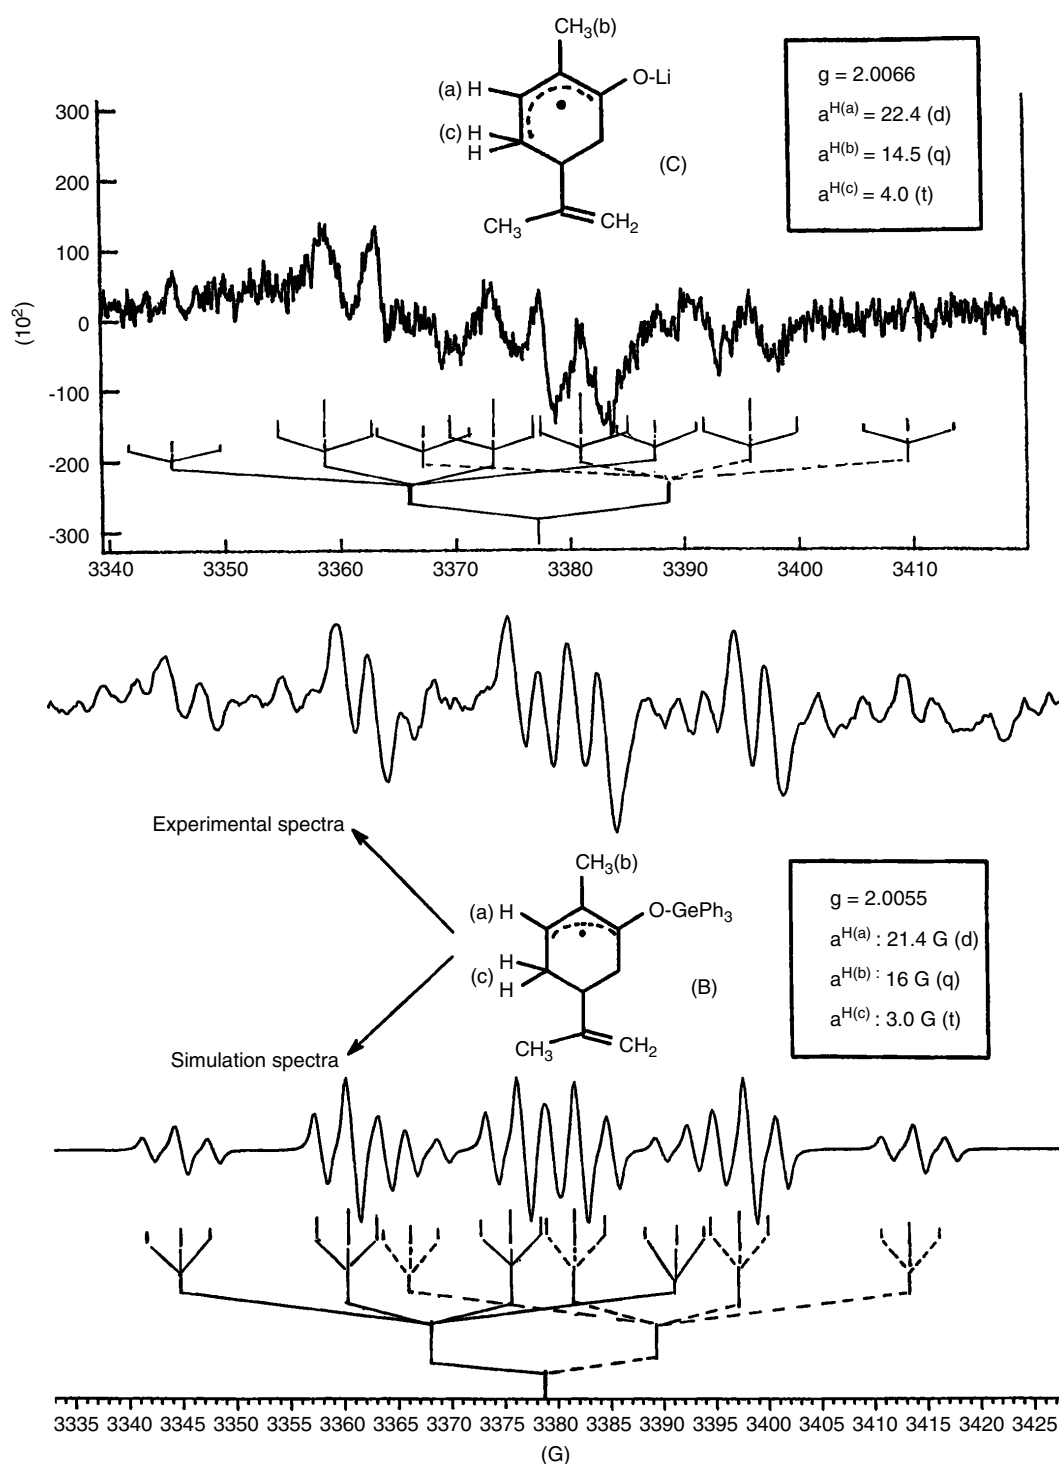 CH₃(b)
O-Li
(a) H
(c) H
H
(C)
CH₃
CH₂
g = 2.0066
aᴴ⁽ᵃ⁾ = 22.4 (d)
aᴴ⁽ᵇ⁾ = 14.5 (q)
aᴴ⁽ᶜ⁾ = 4.0 (t)
300
200
100
0
-100
-200
-300
(10²)
3340 3350 3360 3370 3380 3390 3400 3410
Experimental spectra
CH₃(b)
(a) H
O-GePh₃
(c) H
H
(B)
CH₃
CH₂
g = 2.0055
aᴴ⁽ᵃ⁾ : 21.4 G (d)
aᴴ⁽ᵇ⁾ : 16 G (q)
aᴴ⁽ᶜ⁾ : 3.0 G (t)
Simulation spectra
3335 3340 3345 3350 3355 3360 3365 3370 3375 3380 3385 3390 3395 3400 3405 3410 3415 3420 3425
(G)